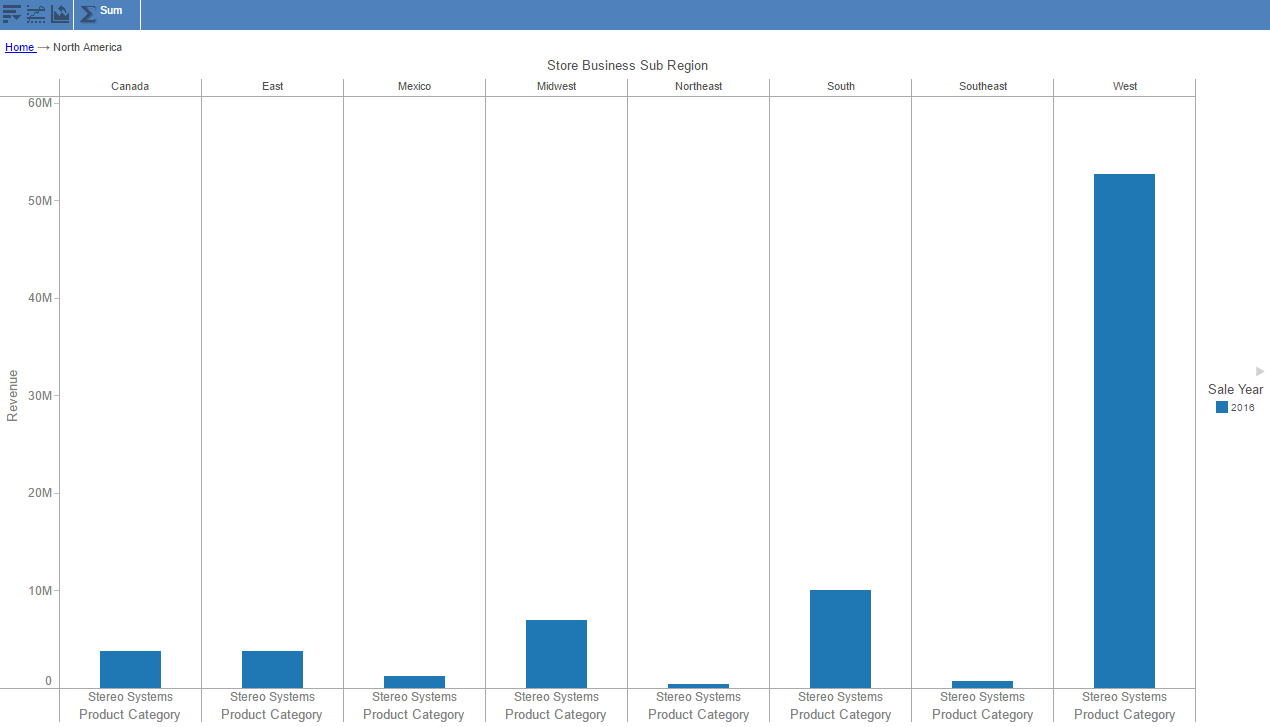 Sum
Home → North America
Store Business Sub Region
Canada East Mexico Midwest Northeast South Southeast West
60M
50M
40M
30M
20M
10M
0
Revenue
Sale Year
2016
Stereo Systems Stereo Systems Stereo Systems Stereo Systems Stereo Systems Stereo Systems Stereo Systems Stereo Systems
Product Category Product Category Product Category Product Category Product Category Product Category Product Category Product Category